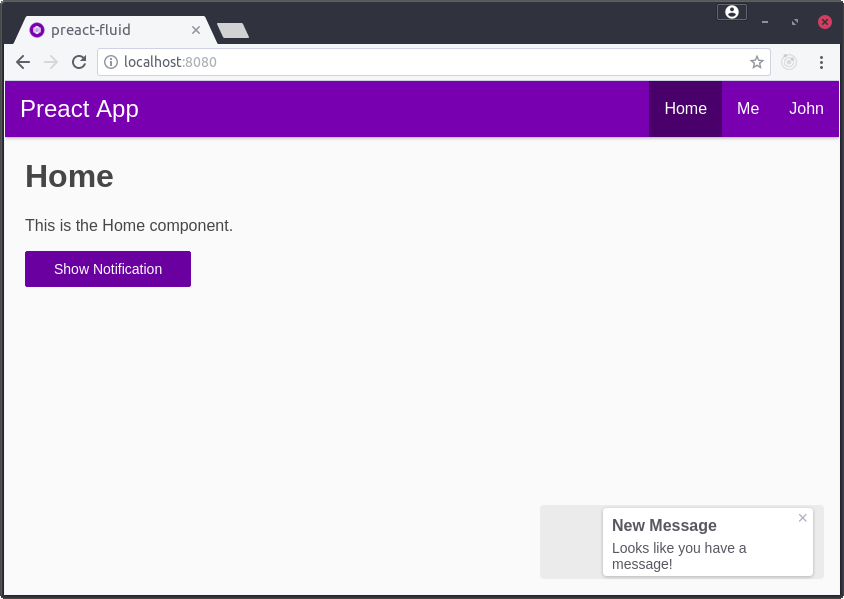 preact-fluid
localhost:8080
Preact App
Home
Me
John
Home
This is the Home component.
Show Notification
New Message
Looks like you have a
message!